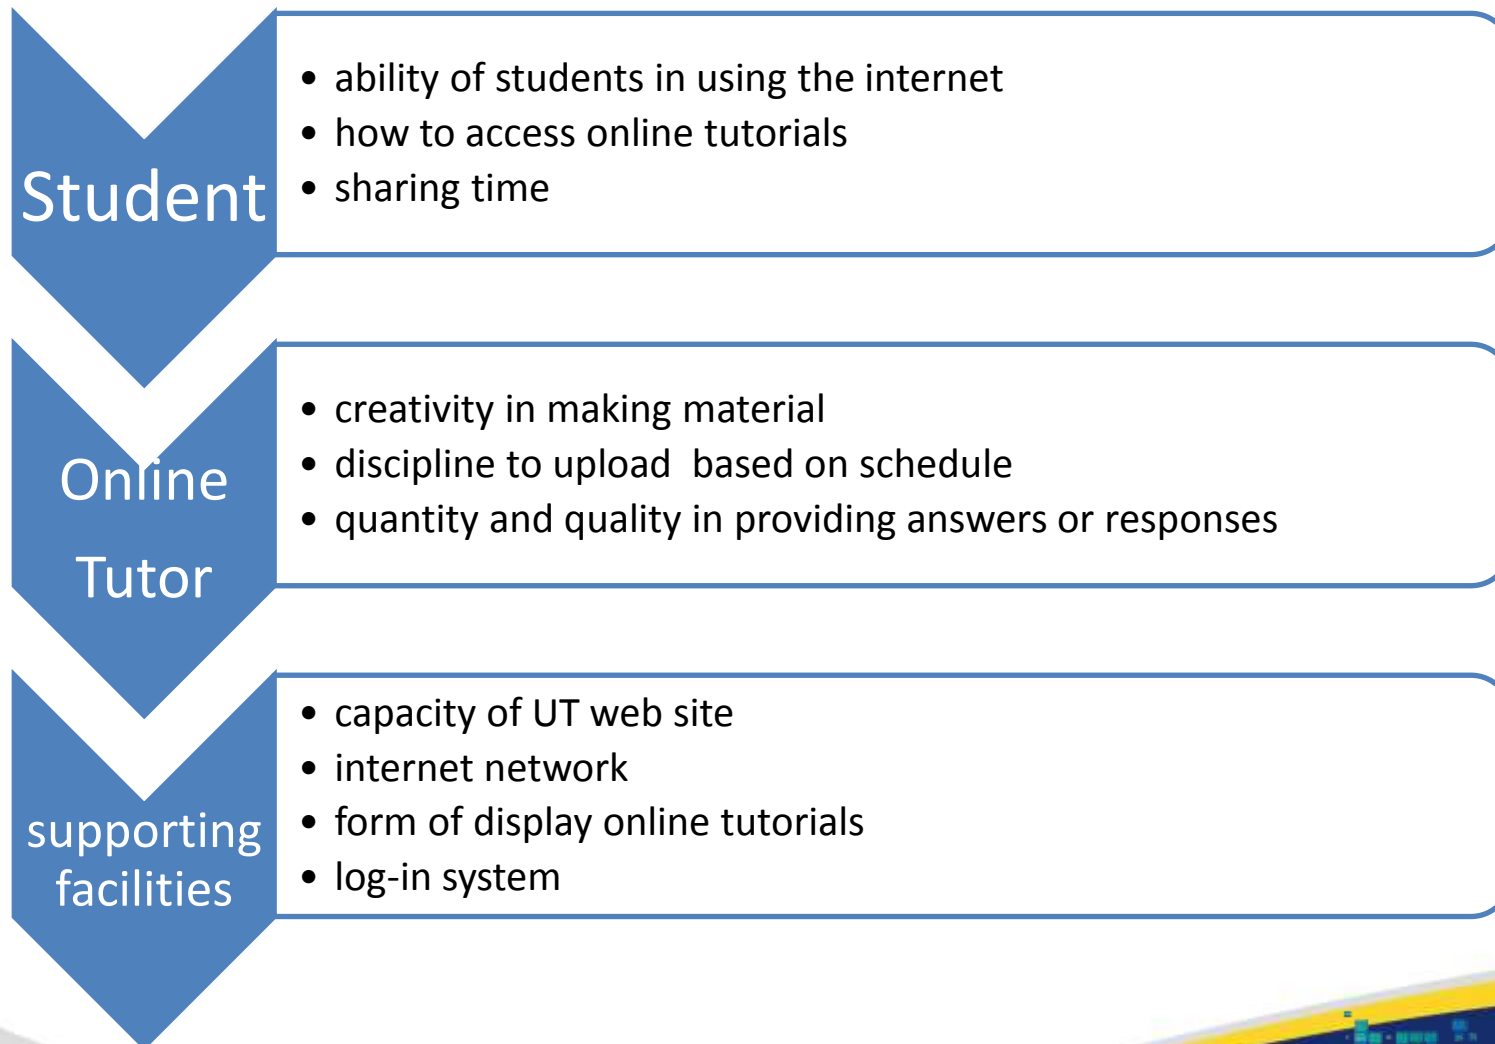 Student
• ability of students in using the internet
• how to access online tutorials
• sharing time
Online
Tutor
• creativity in making material
• discipline to upload  based on schedule
• quantity and quality in providing answers or responses
supporting
facilities
• capacity of UT web site
• internet network
• form of display online tutorials
• log-in system